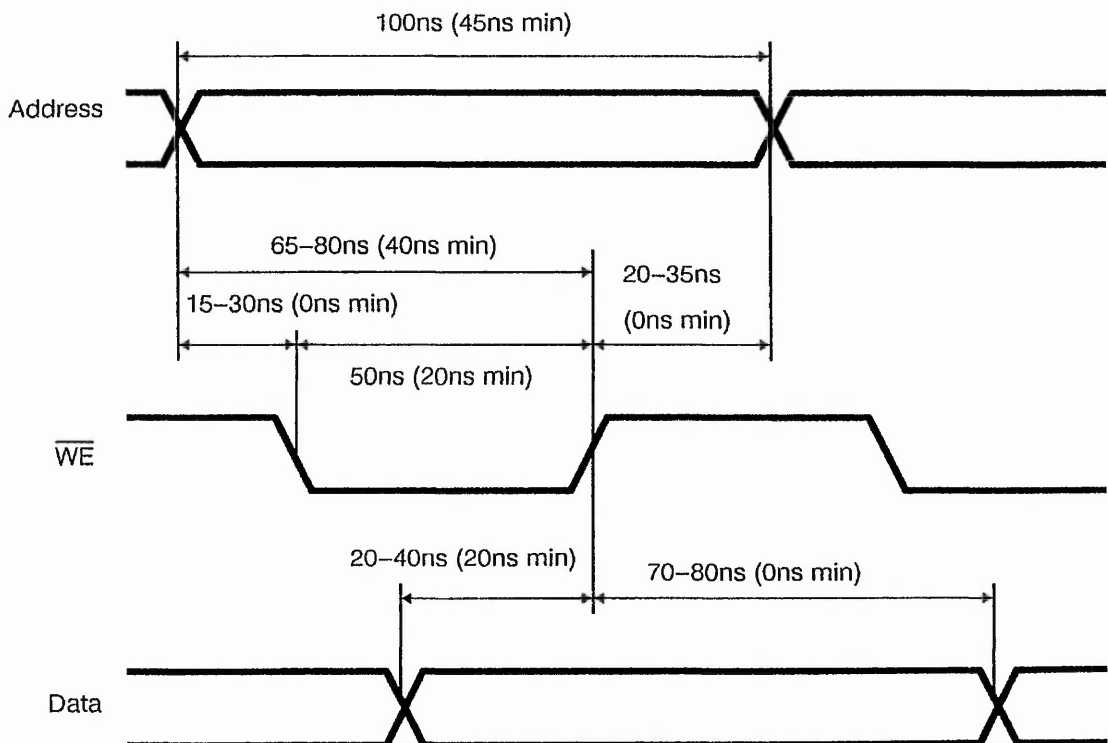 100ns (45ns min)
Address
65–80ns (40ns min)
20–35ns
15–30ns (0ns min)
(0ns min)
50ns (20ns min)
W̅E̅
20–40ns (20ns min)
70–80ns (0ns min)
Data